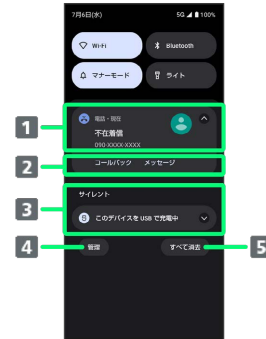 7月6日(水) 5G 100%
Wi-Fi Bluetooth
マナーモード ライト
電話・現在
不在着信
090-XXXX-XXXX
コールバック メッセージ
サイレント
このデバイスを USB で充電中
管理 すべて消去
1
2
3
4
5